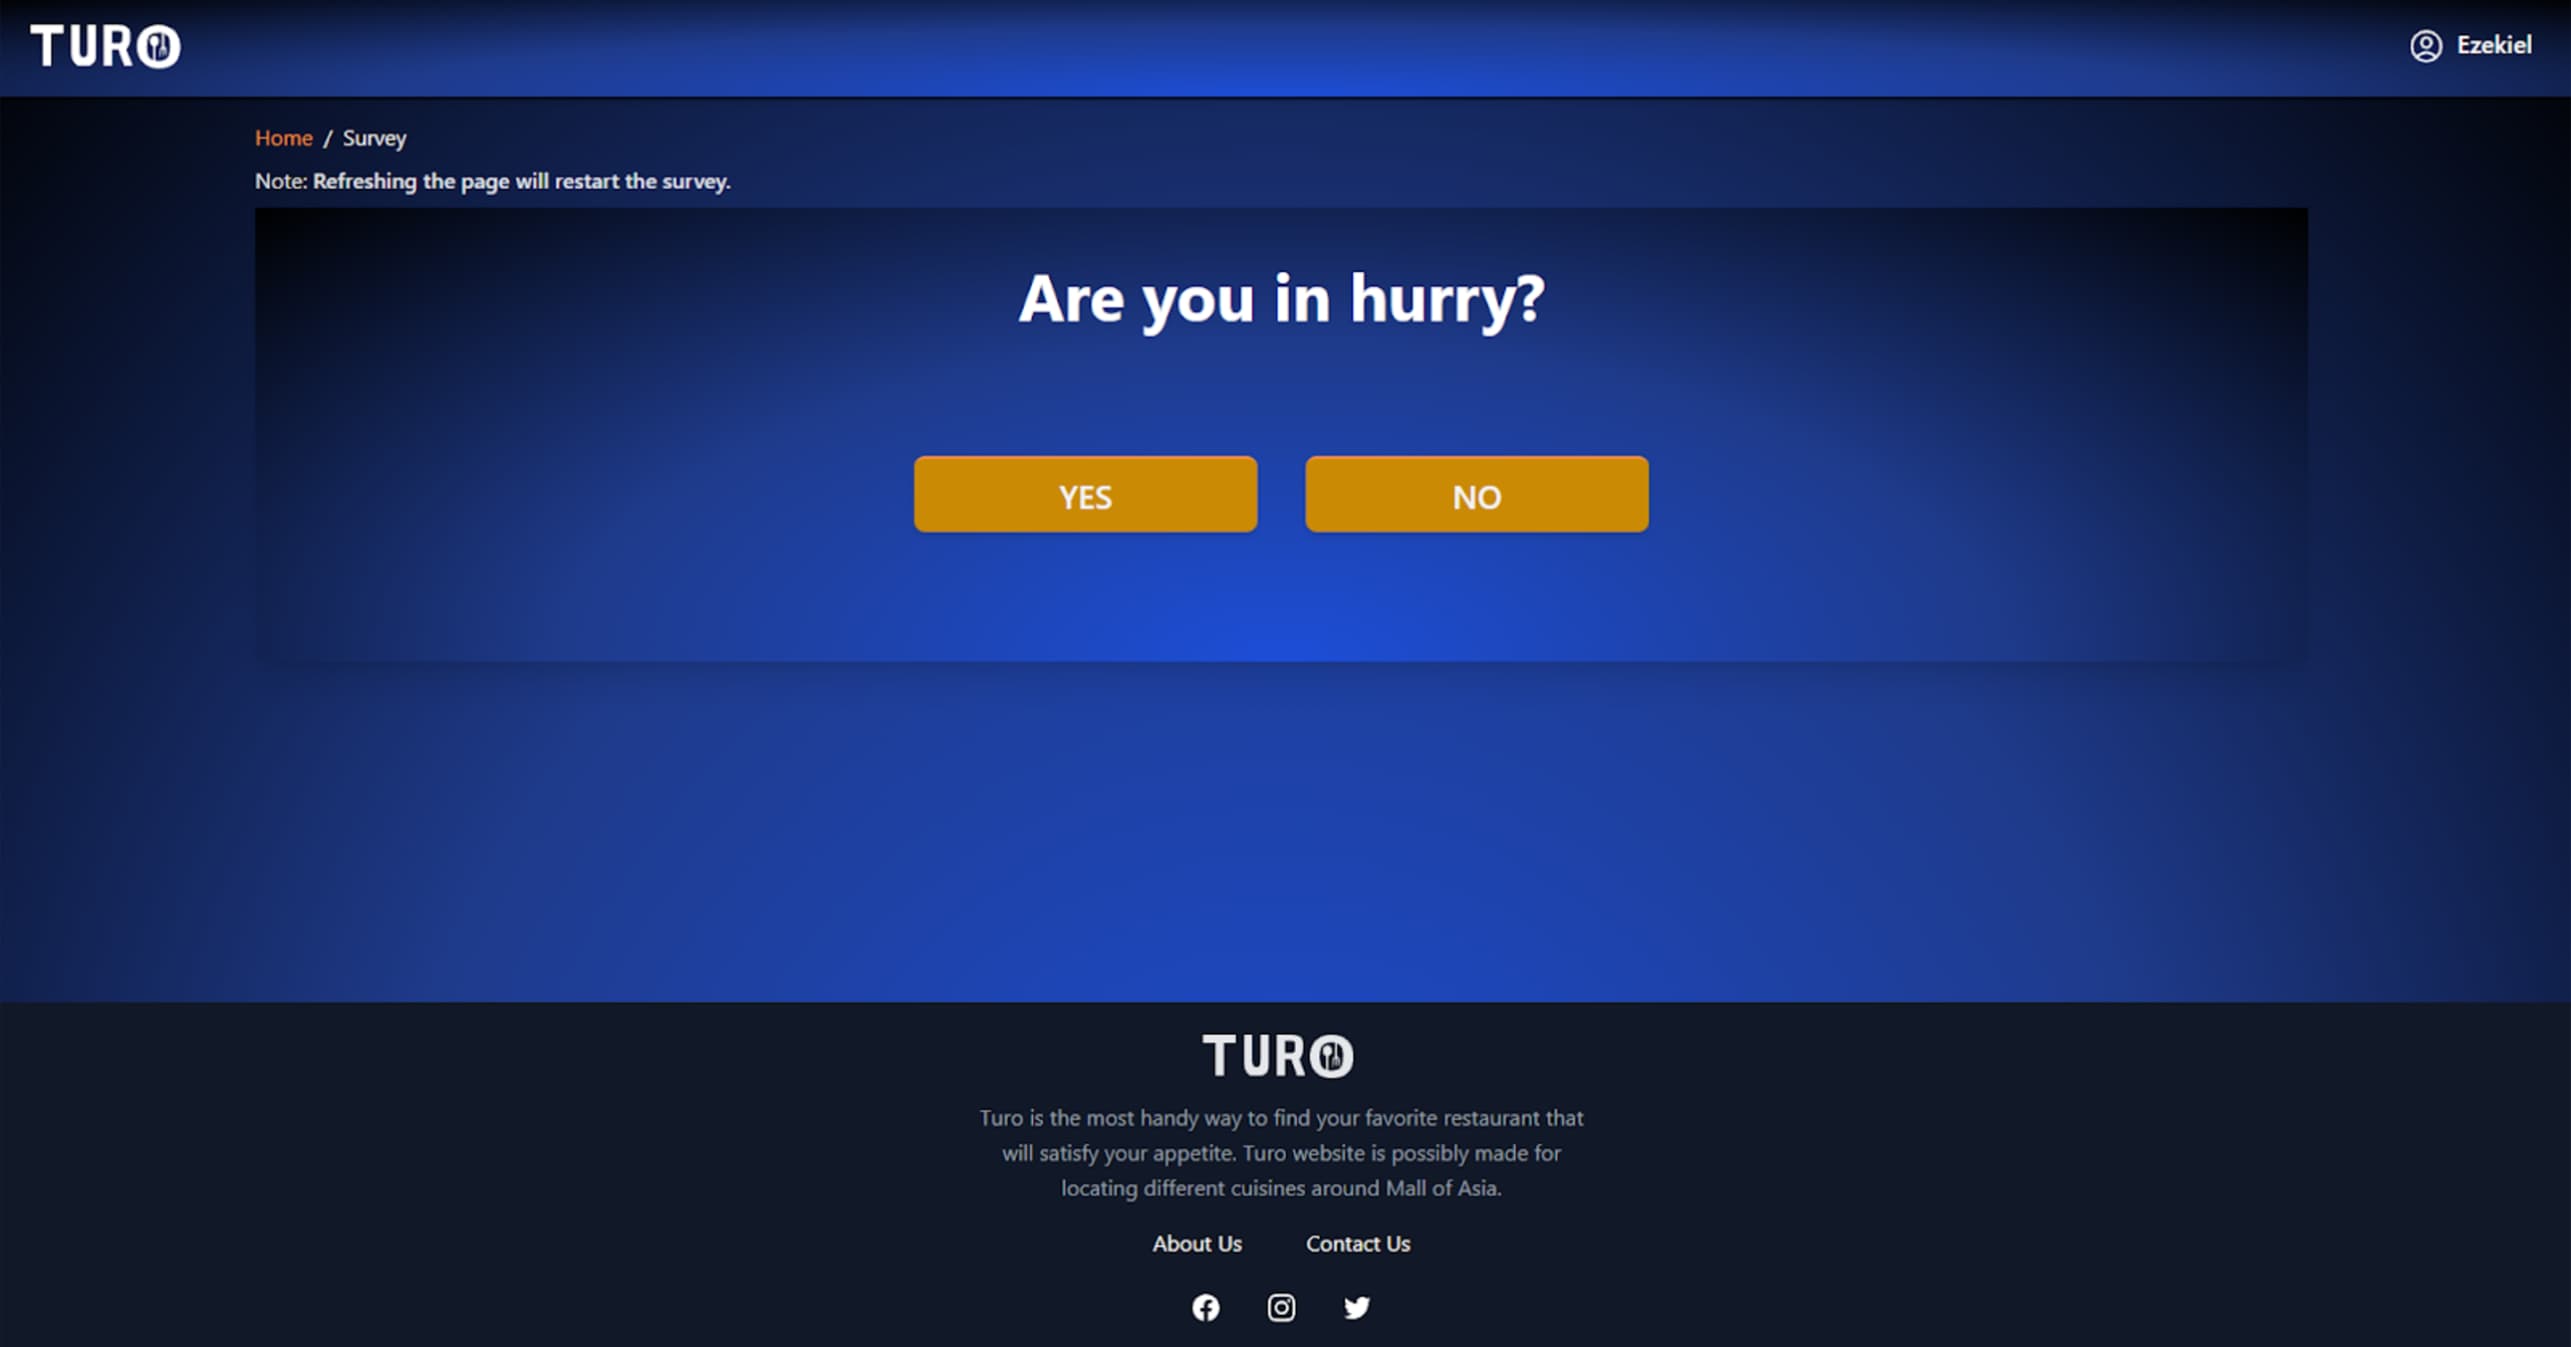 TURO
Ezekiel
Home / Survey
Note: Refreshing the page will restart the survey.
Are you in hurry?
YES
NO
TURO
Turo is the most handy way to find your favorite restaurant that
will satisfy your appetite. Turo website is possibly made for
locating different cuisines around Mall of Asia.
About Us
Contact Us